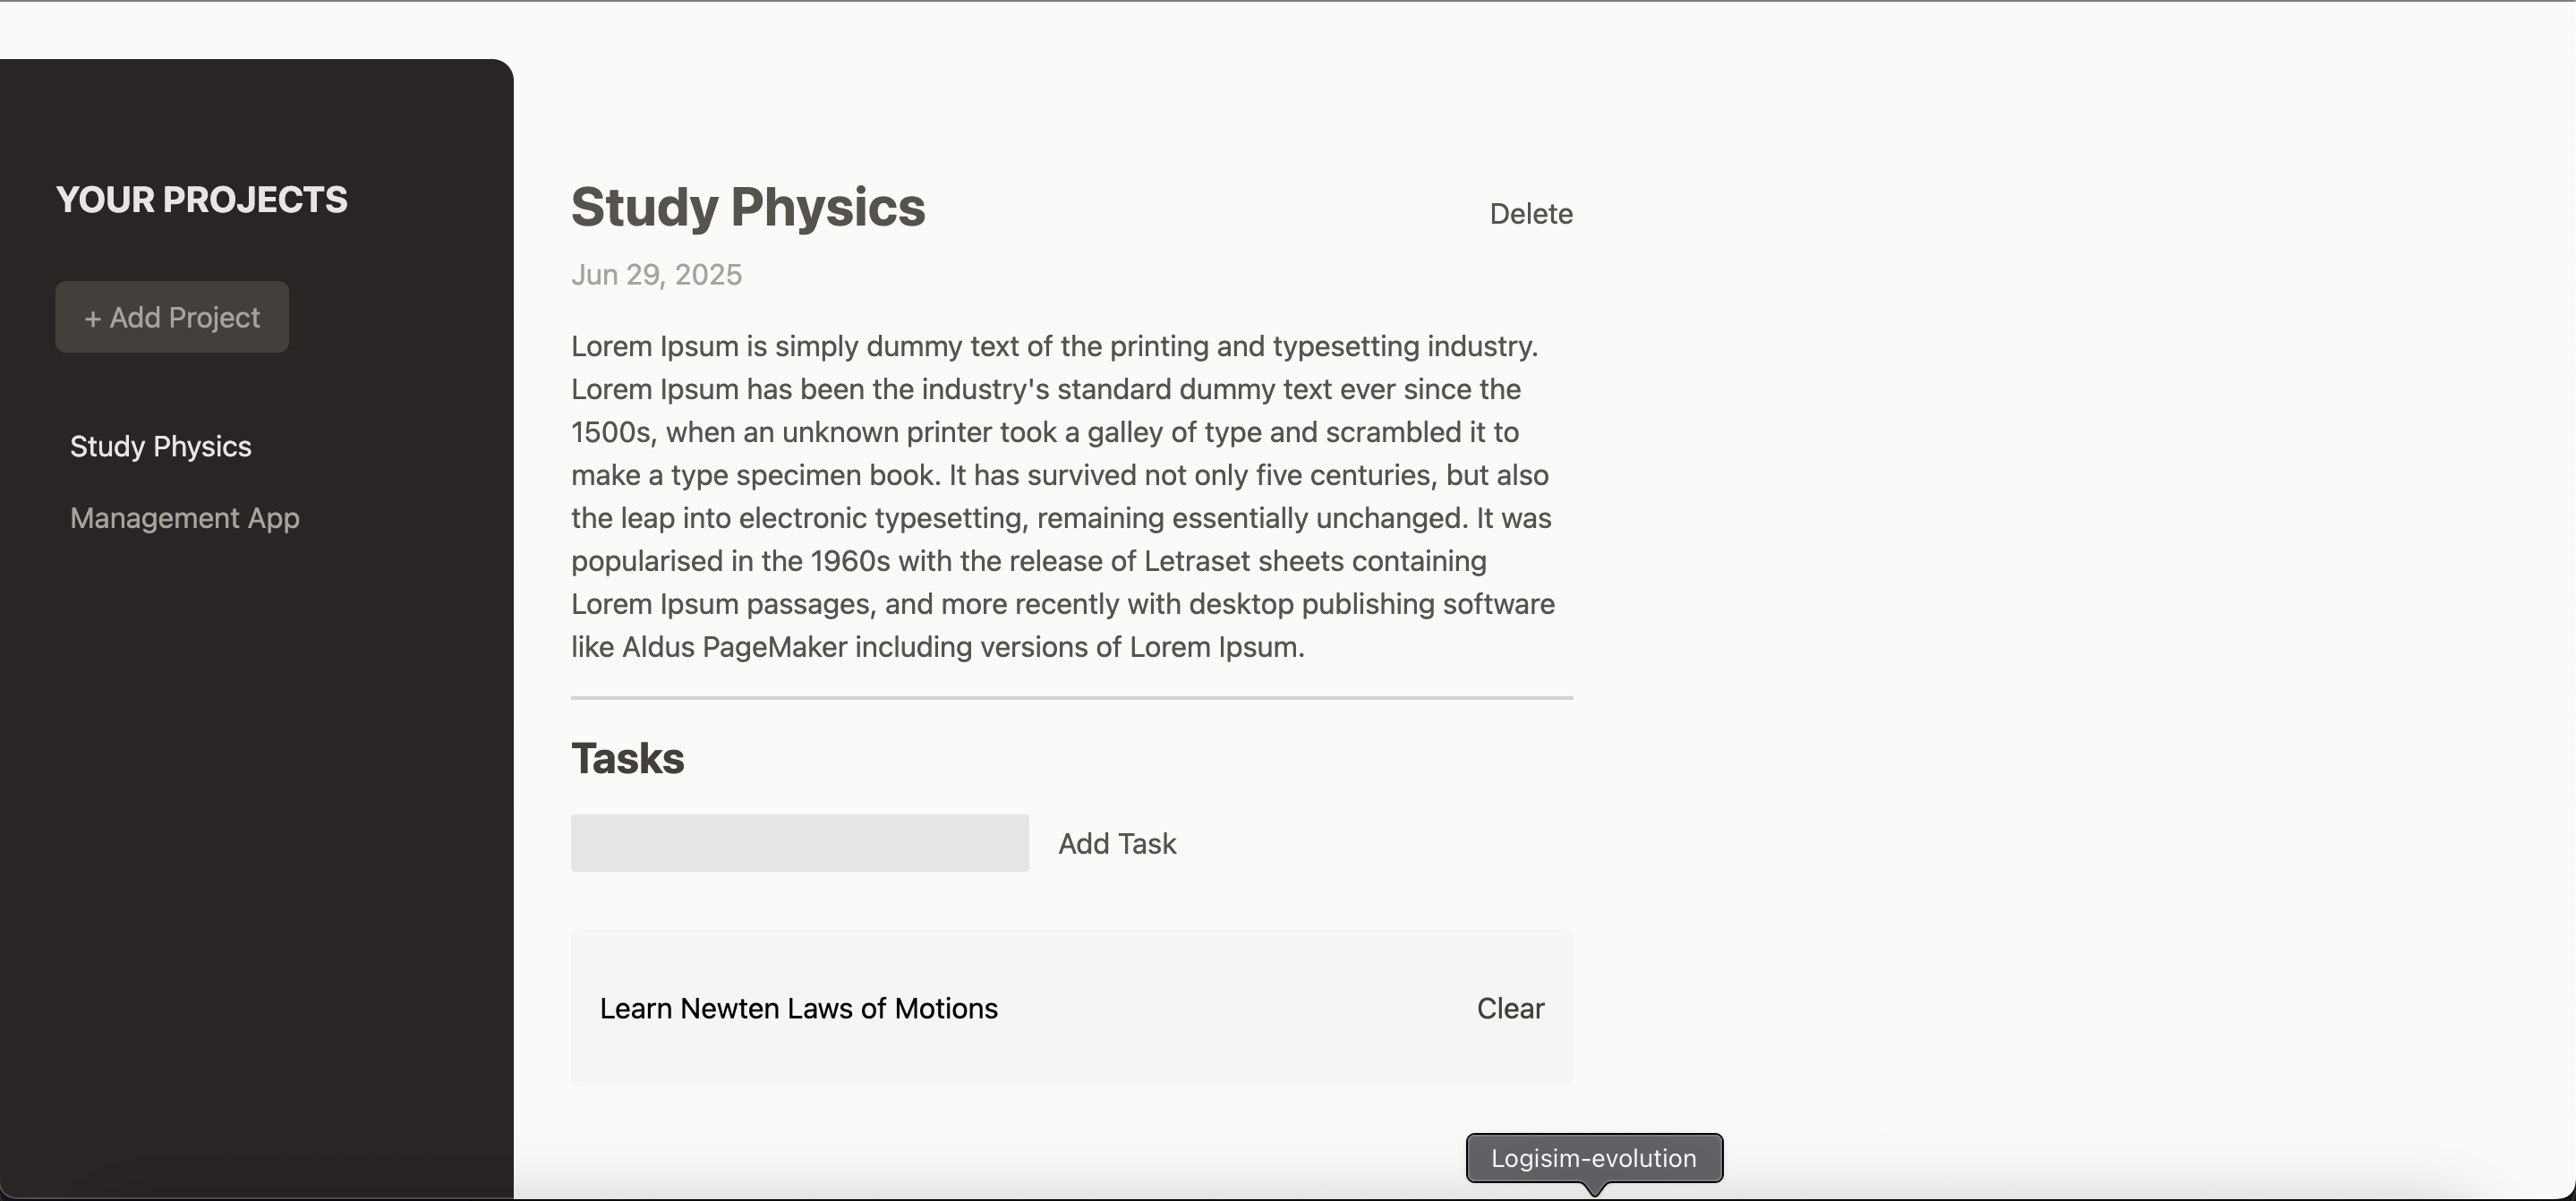 YOUR PROJECTS
+ Add Project
Study Physics
Management App
Study Physics
Delete
Jun 29, 2025
Lorem Ipsum is simply dummy text of the printing and typesetting industry.
Lorem Ipsum has been the industry's standard dummy text ever since the
1500s, when an unknown printer took a galley of type and scrambled it to
make a type specimen book. It has survived not only five centuries, but also
the leap into electronic typesetting, remaining essentially unchanged. It was
popularised in the 1960s with the release of Letraset sheets containing
Lorem Ipsum passages, and more recently with desktop publishing software
like Aldus PageMaker including versions of Lorem Ipsum.
Tasks
Add Task
Learn Newten Laws of Motions
Clear
Logisim-evolution